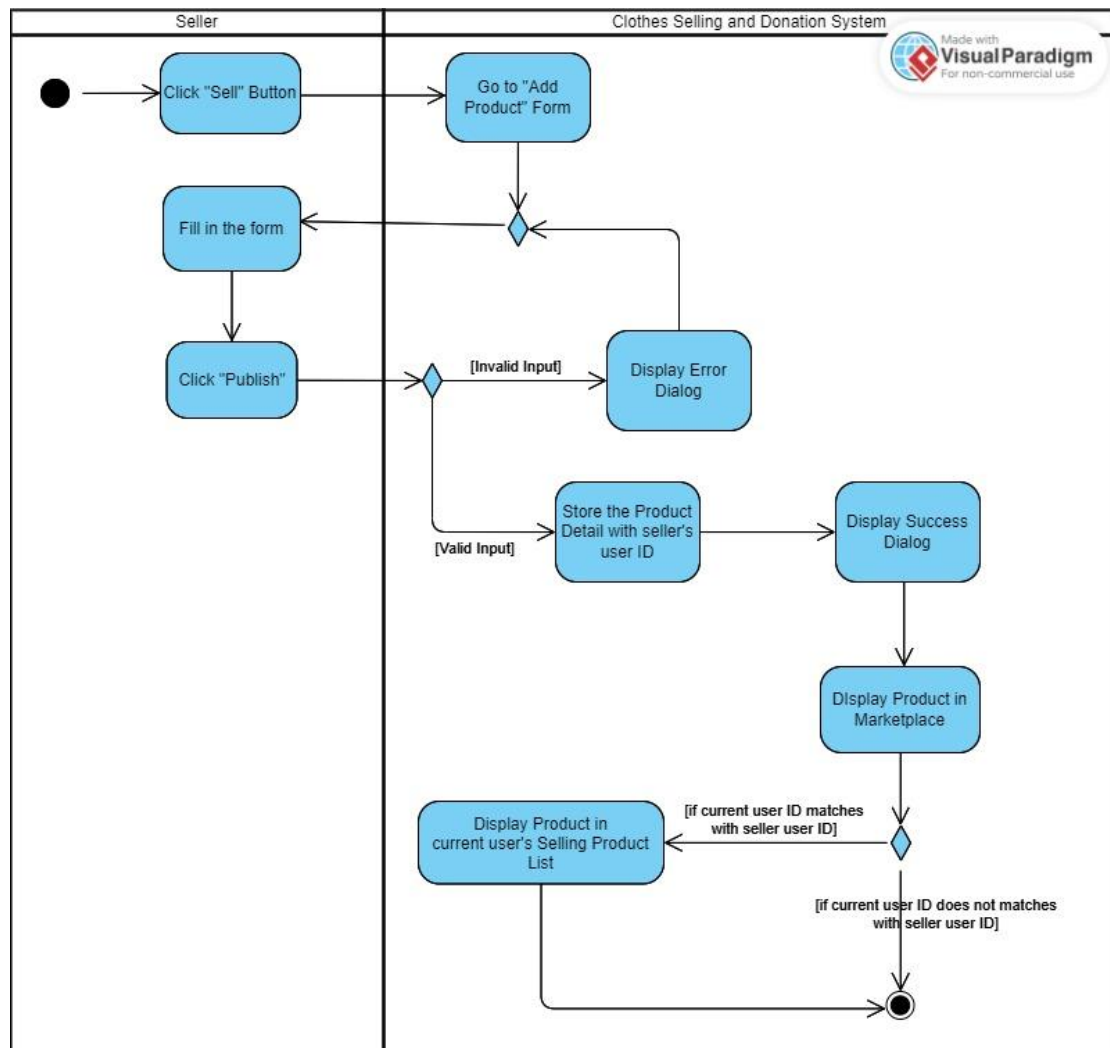 Seller
Clothes Selling and Donation System
Made with
Visual Paradigm
For non-commercial use
Click "Sell" Button
Go to "Add
Product" Form
Fill in the form
Click "Publish"
[Invalid Input]
Display Error
Dialog
[Valid Input]
Store the Product
Detail with seller's
user ID
Display Success
Dialog
DIsplay Product in
Marketplace
[if current user ID matches
with seller user ID]
Display Product in
current user's Selling Product
List
[if current user ID does not matches
with seller user ID]